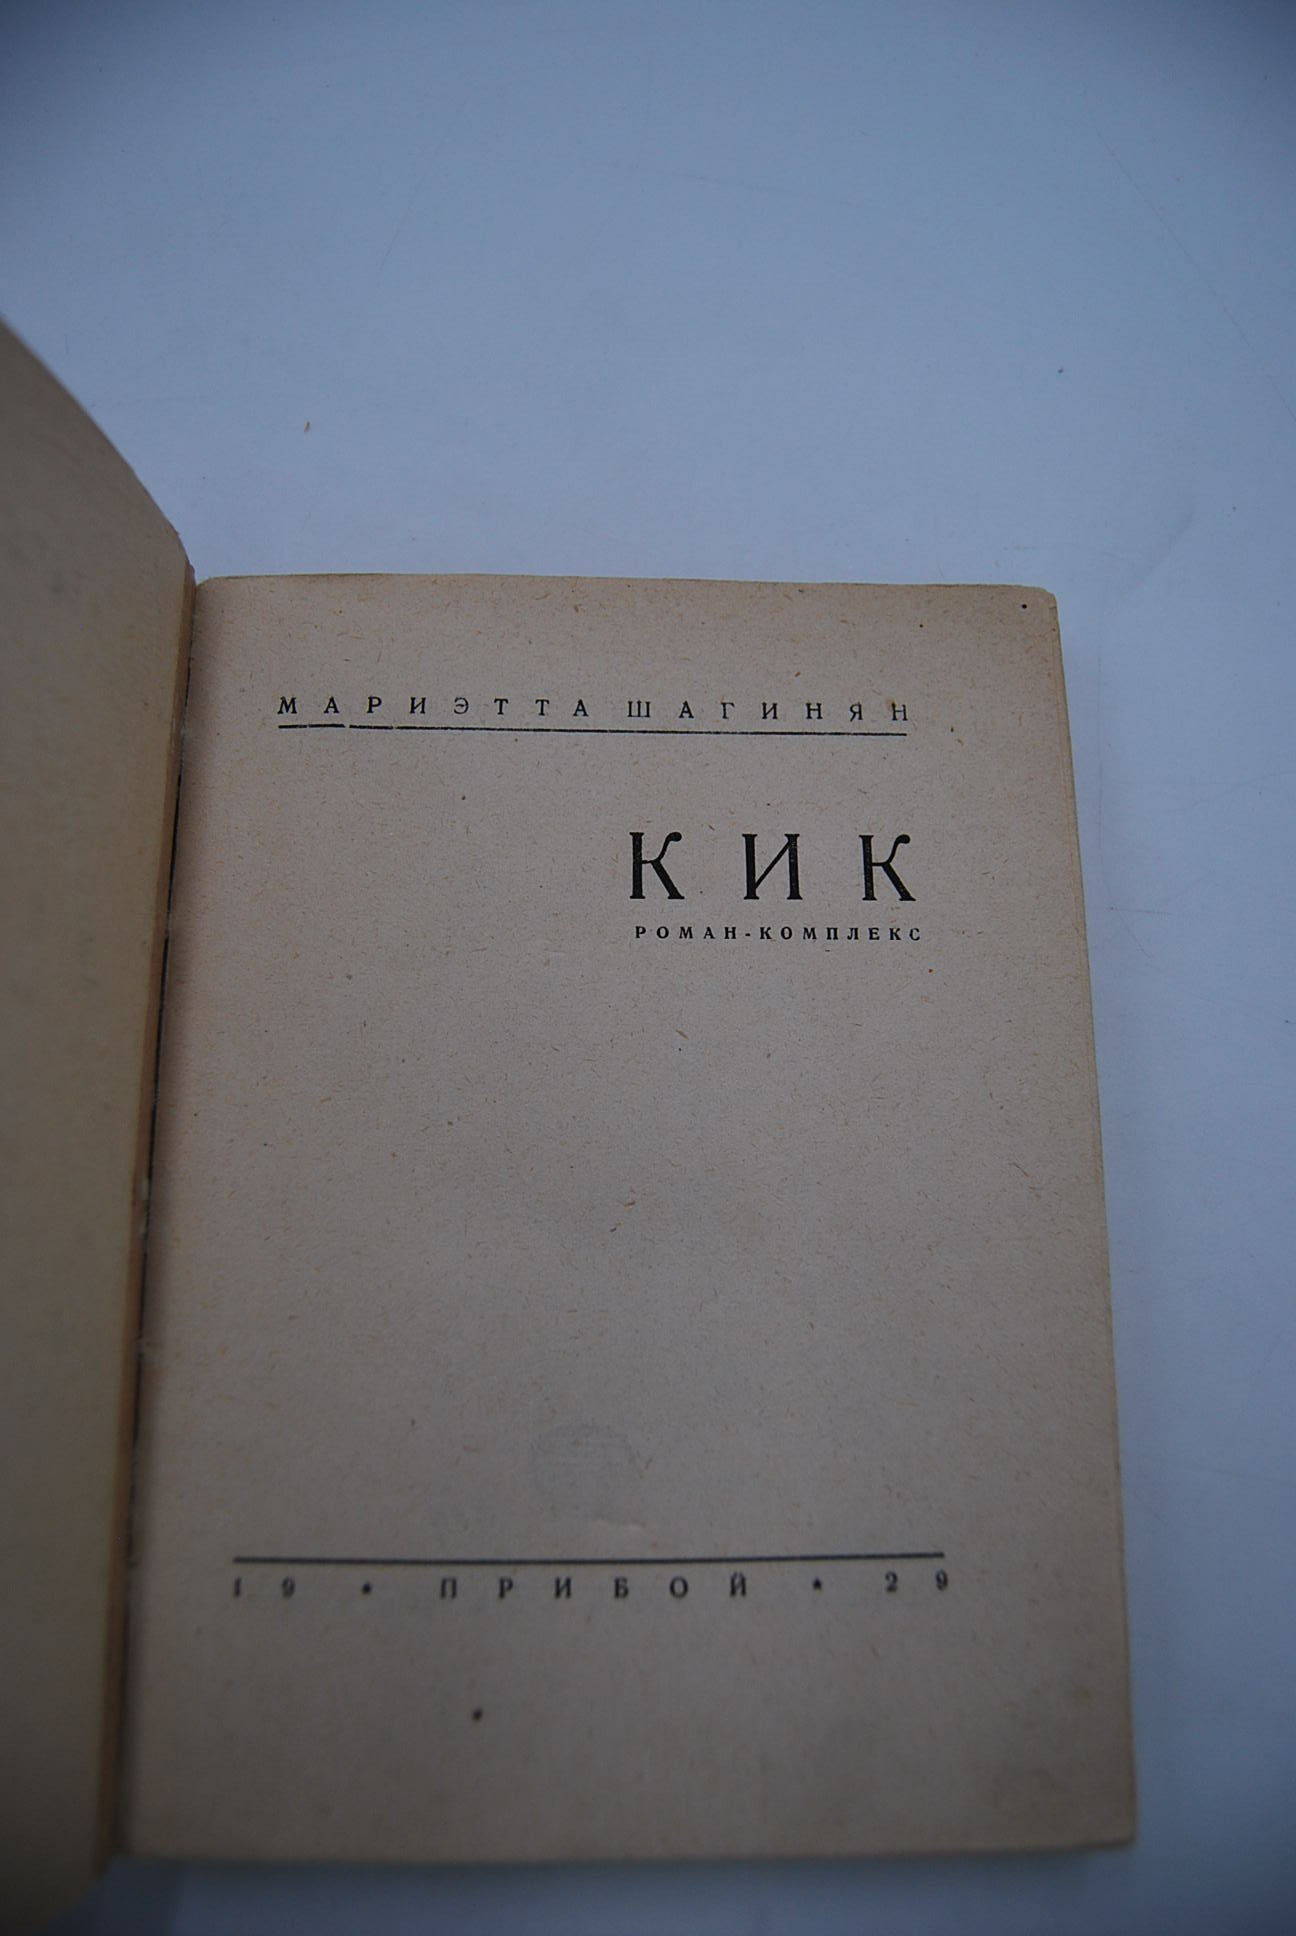 МАРИЭТТА ШАГИНЯН
КИК
РОМАН-КОМПЛЕКС
19 * ПРИБОЙ * 29